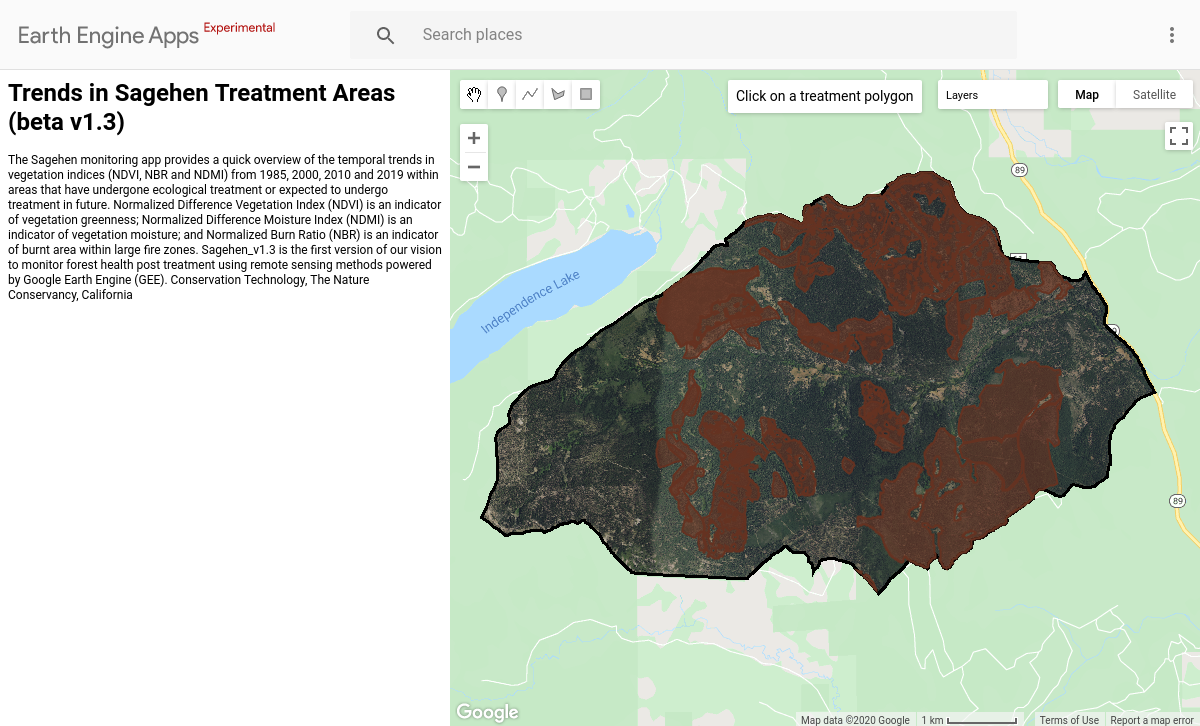 Earth Engine Apps Experimental
Search places
Trends in Sagehen Treatment Areas
(beta v1.3)
The Sagehen monitoring app provides a quick overview of the temporal trends in
vegetation indices (NDVI, NBR and NDMI) from 1985, 2000, 2010 and 2019 within
areas that have undergone ecological treatment or expected to undergo
treatment in future. Normalized Difference Vegetation Index (NDVI) is an indicator
of vegetation greenness; Normalized Difference Moisture Index (NDMI) is an
indicator of vegetation moisture; and Normalized Burn Ratio (NBR) is an indicator
of burnt area within large fire zones. Sagehen_v1.3 is the first version of our vision
to monitor forest health post treatment using remote sensing methods powered
by Google Earth Engine (GEE). Conservation Technology, The Nature
Conservancy, California
Click on a treatment polygon
Layers
Map
Satellite
89
Independence Lake
89
Google
Map data ©2020 Google
1 km
Terms of Use
Report a map error